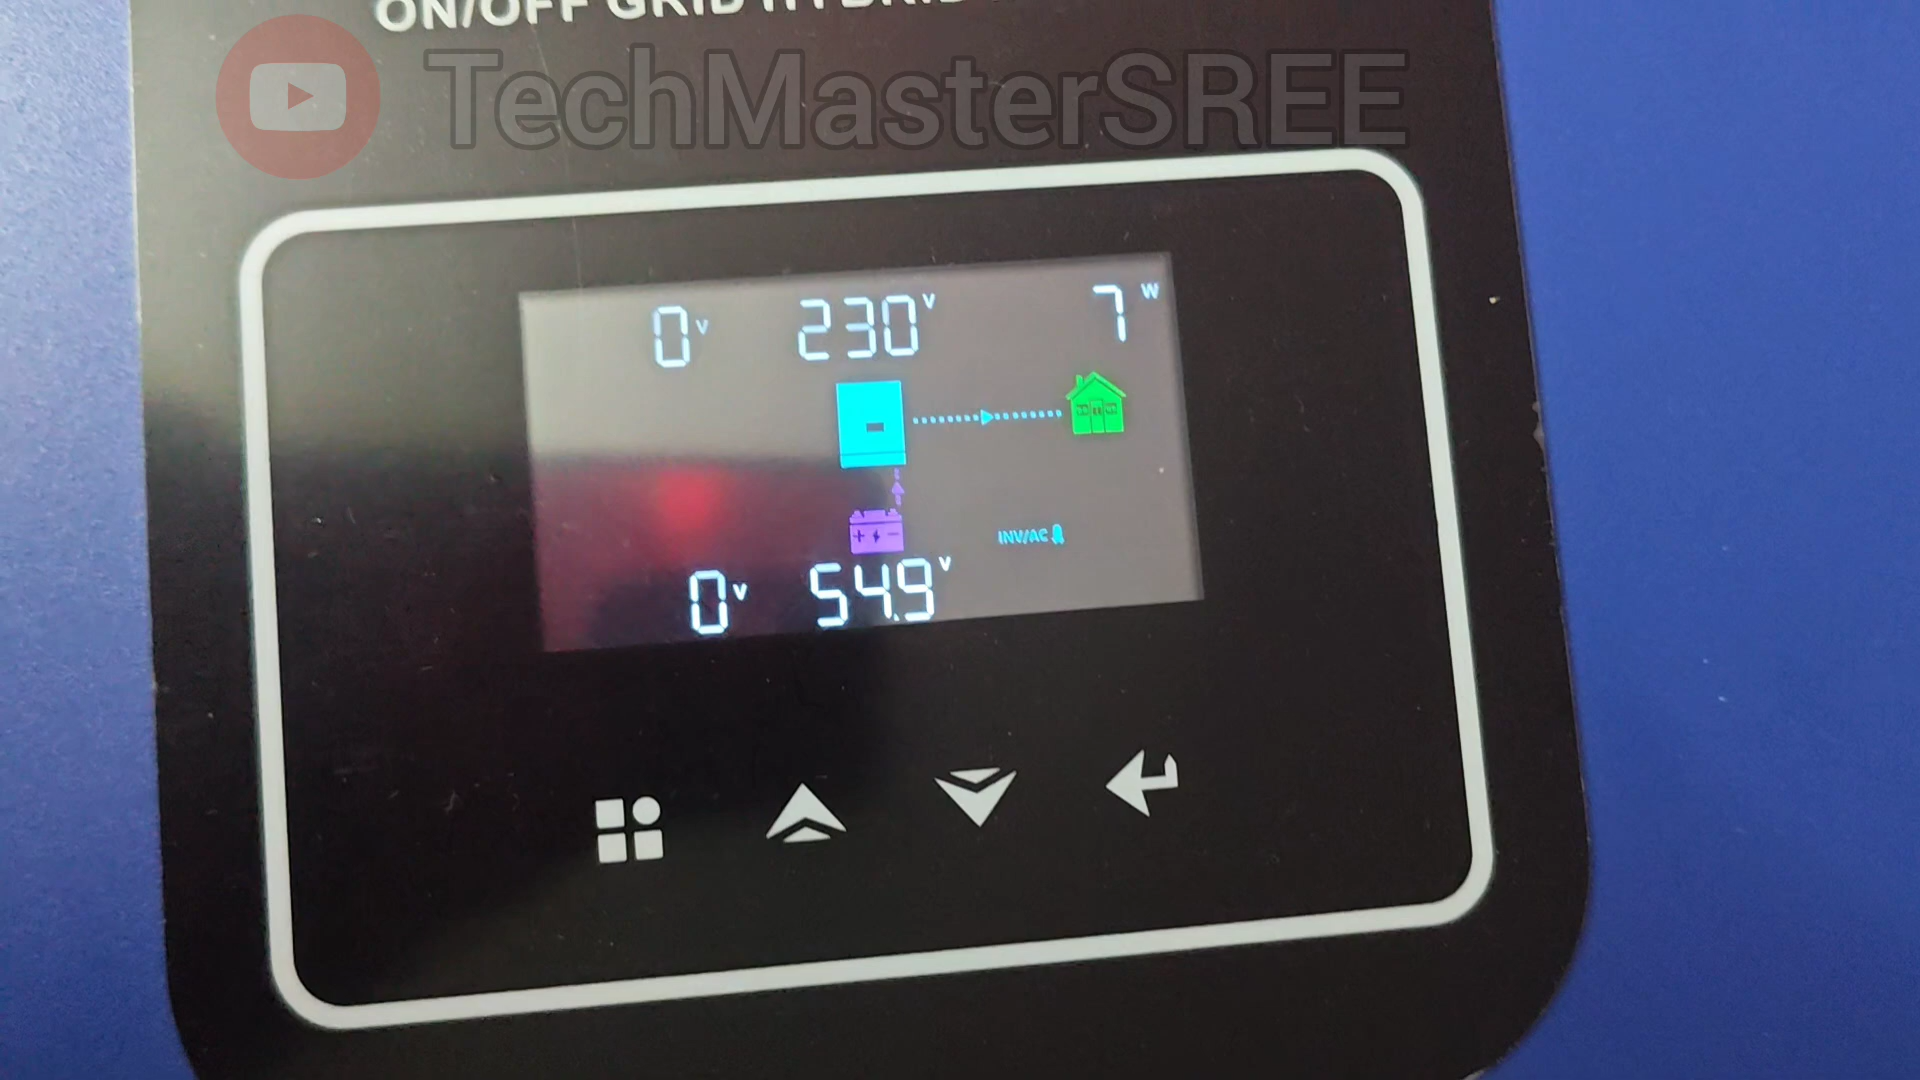 ON/OFF GRID HYBRID
TechMasterSREE
0V 230V 7W
INV/AC
0V 54.9V